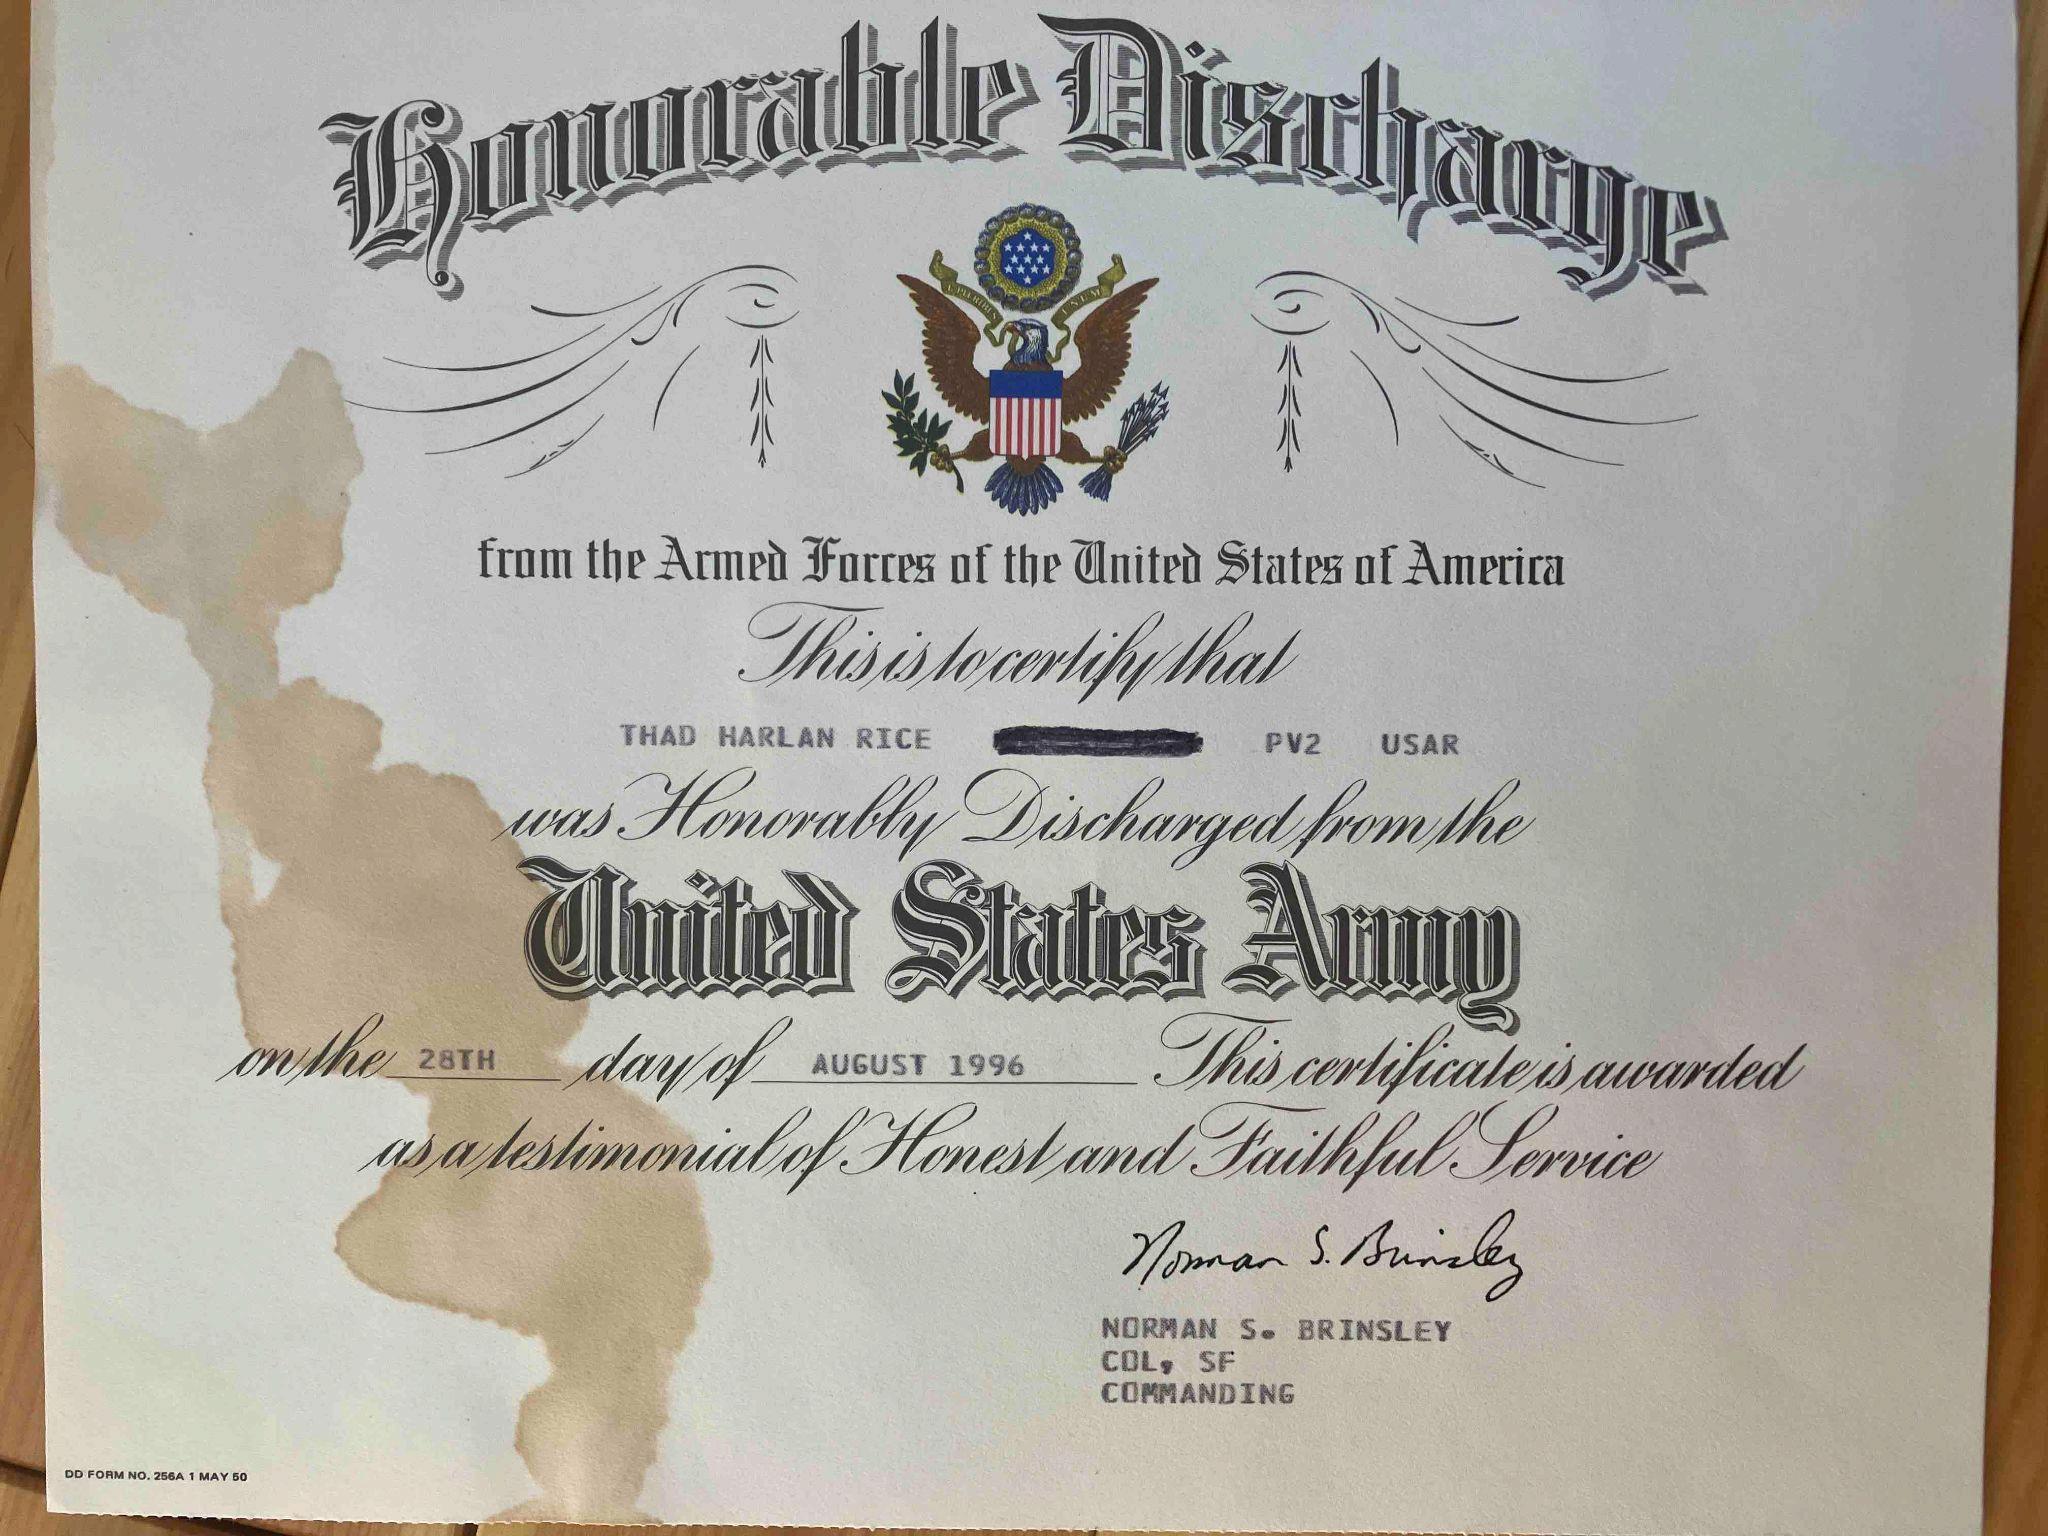 Honorable Discharge
E PLURIBUS UNUM
from the Armed Forces of the United States of America
This is to certify that
THAD HARLAN RICE PV2 USAR
was Honorably Discharged from the
United States Army
on the 28TH day of AUGUST 1996 This certificate is awarded
as a testimonial of Honest and Faithful Service
Norman S. Brinsley
NORMAN S. BRINSLEY
COL, SF
COMMANDING
DD FORM NO. 256A 1 MAY 50